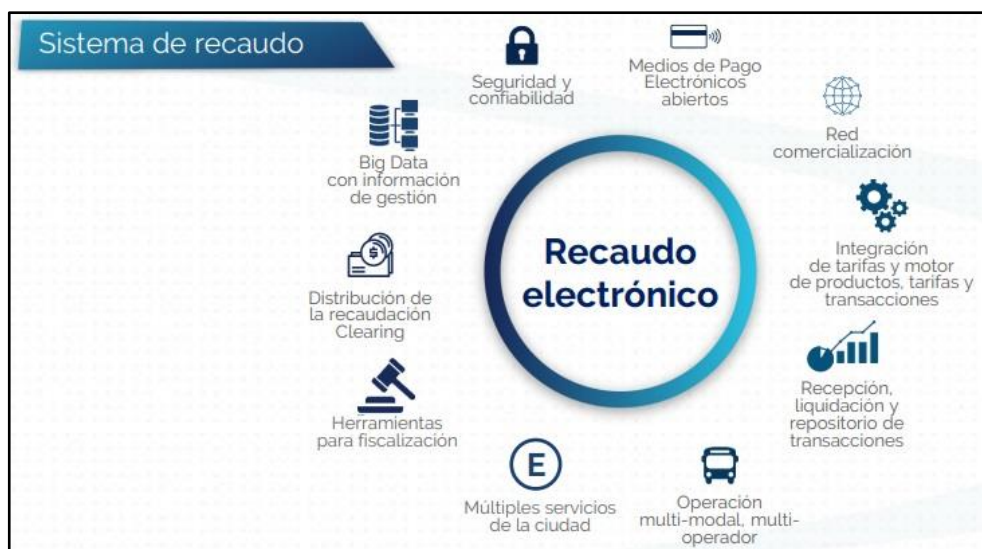 Sistema de recaudo
Seguridad y
confiabilidad
Medios de Pago
Electrónicos
abiertos
Red
comercialización
Integración
de tarifas y motor
de productos, tarifas y
transacciones
Recepción,
liquidación y
repositorio de
transacciones
Operación
multi-modal, multi-
operador
E
Múltiples servicios
de la ciudad
Herramientas
para fiscalización
$
Distribución de
la recaudación
Clearing
Big Data
con información
de gestión
Recaudo
electrónico